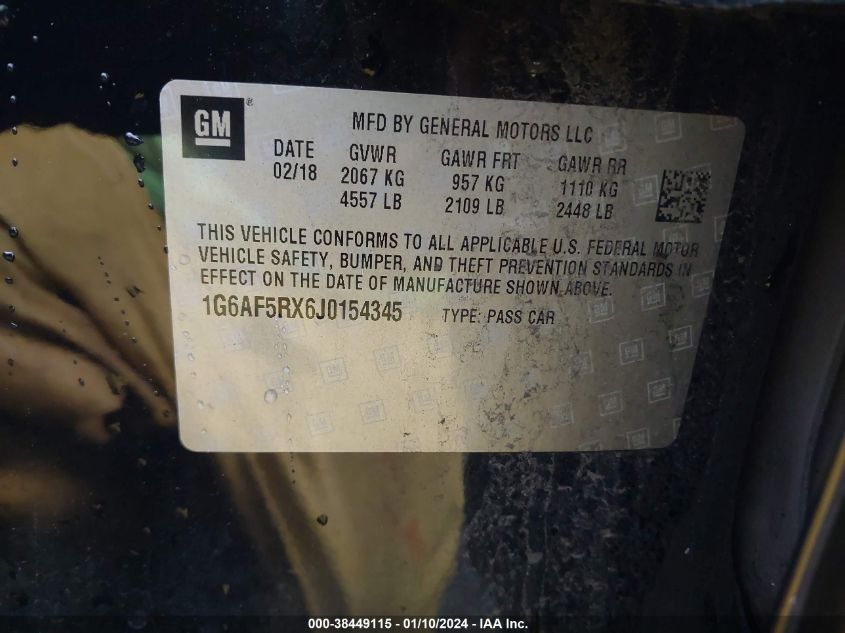 GM ®
MFD BY GENERAL MOTORS LLC
DATE GVWR GAWR FRT GAWR RR
02/18 2067 KG 957 KG 1110 KG
4557 LB 2109 LB 2448 LB
THIS VEHICLE CONFORMS TO ALL APPLICABLE U.S. FEDERAL MOTOR
VEHICLE SAFETY, BUMPER, AND THEFT PREVENTION STANDARDS IN
EFFECT ON THE DATE OF MANUFACTURE SHOWN ABOVE.
1G6AF5RX6J0154345 TYPE: PASS CAR
000-38449115 - 01/10/2024 - IAA Inc.